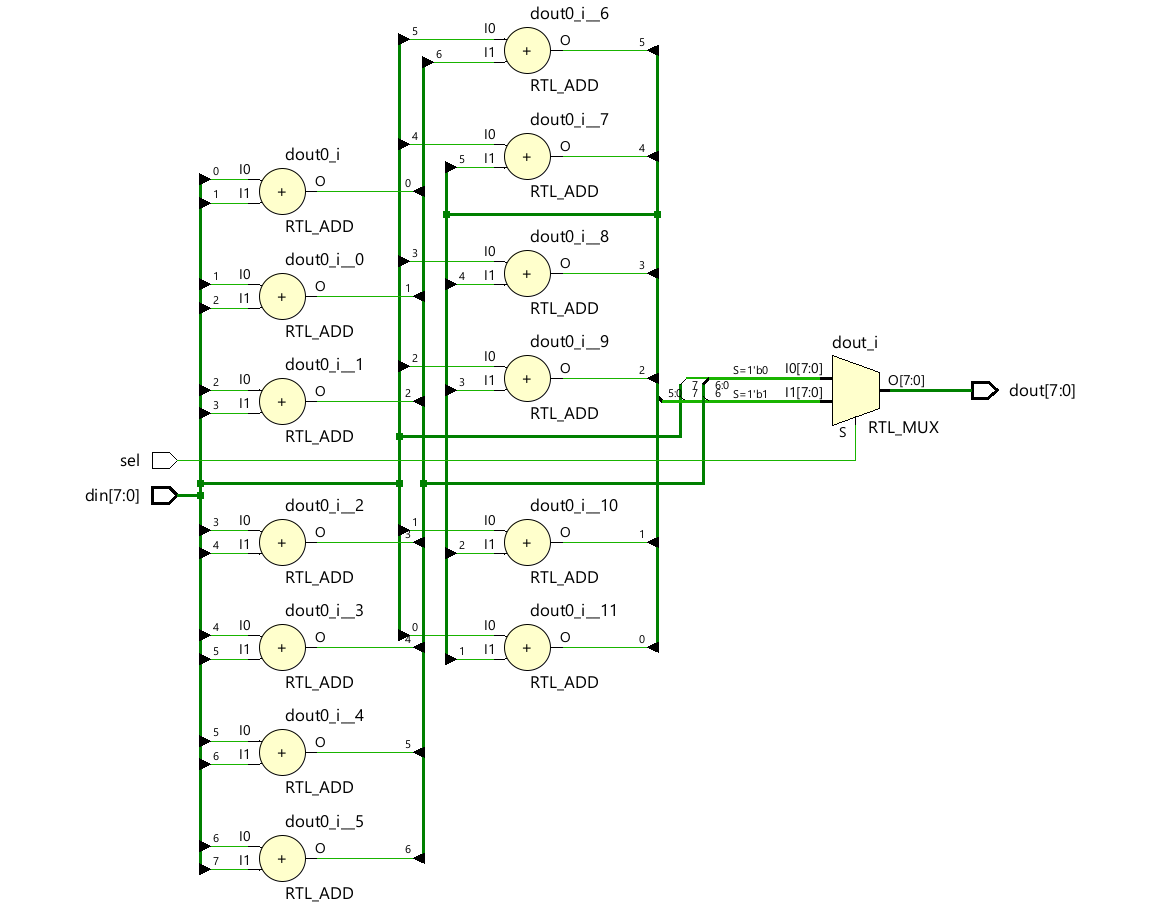 dout0_i__6
5 I0 O 5
6 I1
+
RTL_ADD
dout0_i__7
4 I0 O 4
5 I1
+
RTL_ADD
dout0_i
0 I0 O 0
1 I1
+
RTL_ADD
dout0_i__8
3 I0 O 3
4 I1
+
RTL_ADD
dout0_i__0
1 I0 O 1
2 I1
+
RTL_ADD
dout0_i__9
2 I0 O 2
3 I1
+
RTL_ADD
dout0_i__1
2 I0 O 2
3 I1
+
RTL_ADD
dout_i
S=1'b0 I0[7:0]
7 6:0
5:0 7 6 S=1'b1 I1[7:0]
O[7:0]
dout[7:0]
S
RTL_MUX
sel
din[7:0]
dout0_i__2
3 I0 O 3
4 I1
+
RTL_ADD
dout0_i__10
1 I0 O 1
2 I1
+
RTL_ADD
dout0_i__3
4 I0 O 4
5 I1
+
RTL_ADD
dout0_i__11
0 I0 O 0
1 I1
+
RTL_ADD
dout0_i__4
5 I0 O 5
6 I1
+
RTL_ADD
dout0_i__5
6 I0 O 6
7 I1
+
RTL_ADD